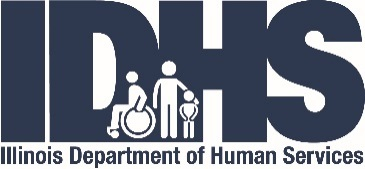 IDHS
Illinois Department of Human Services